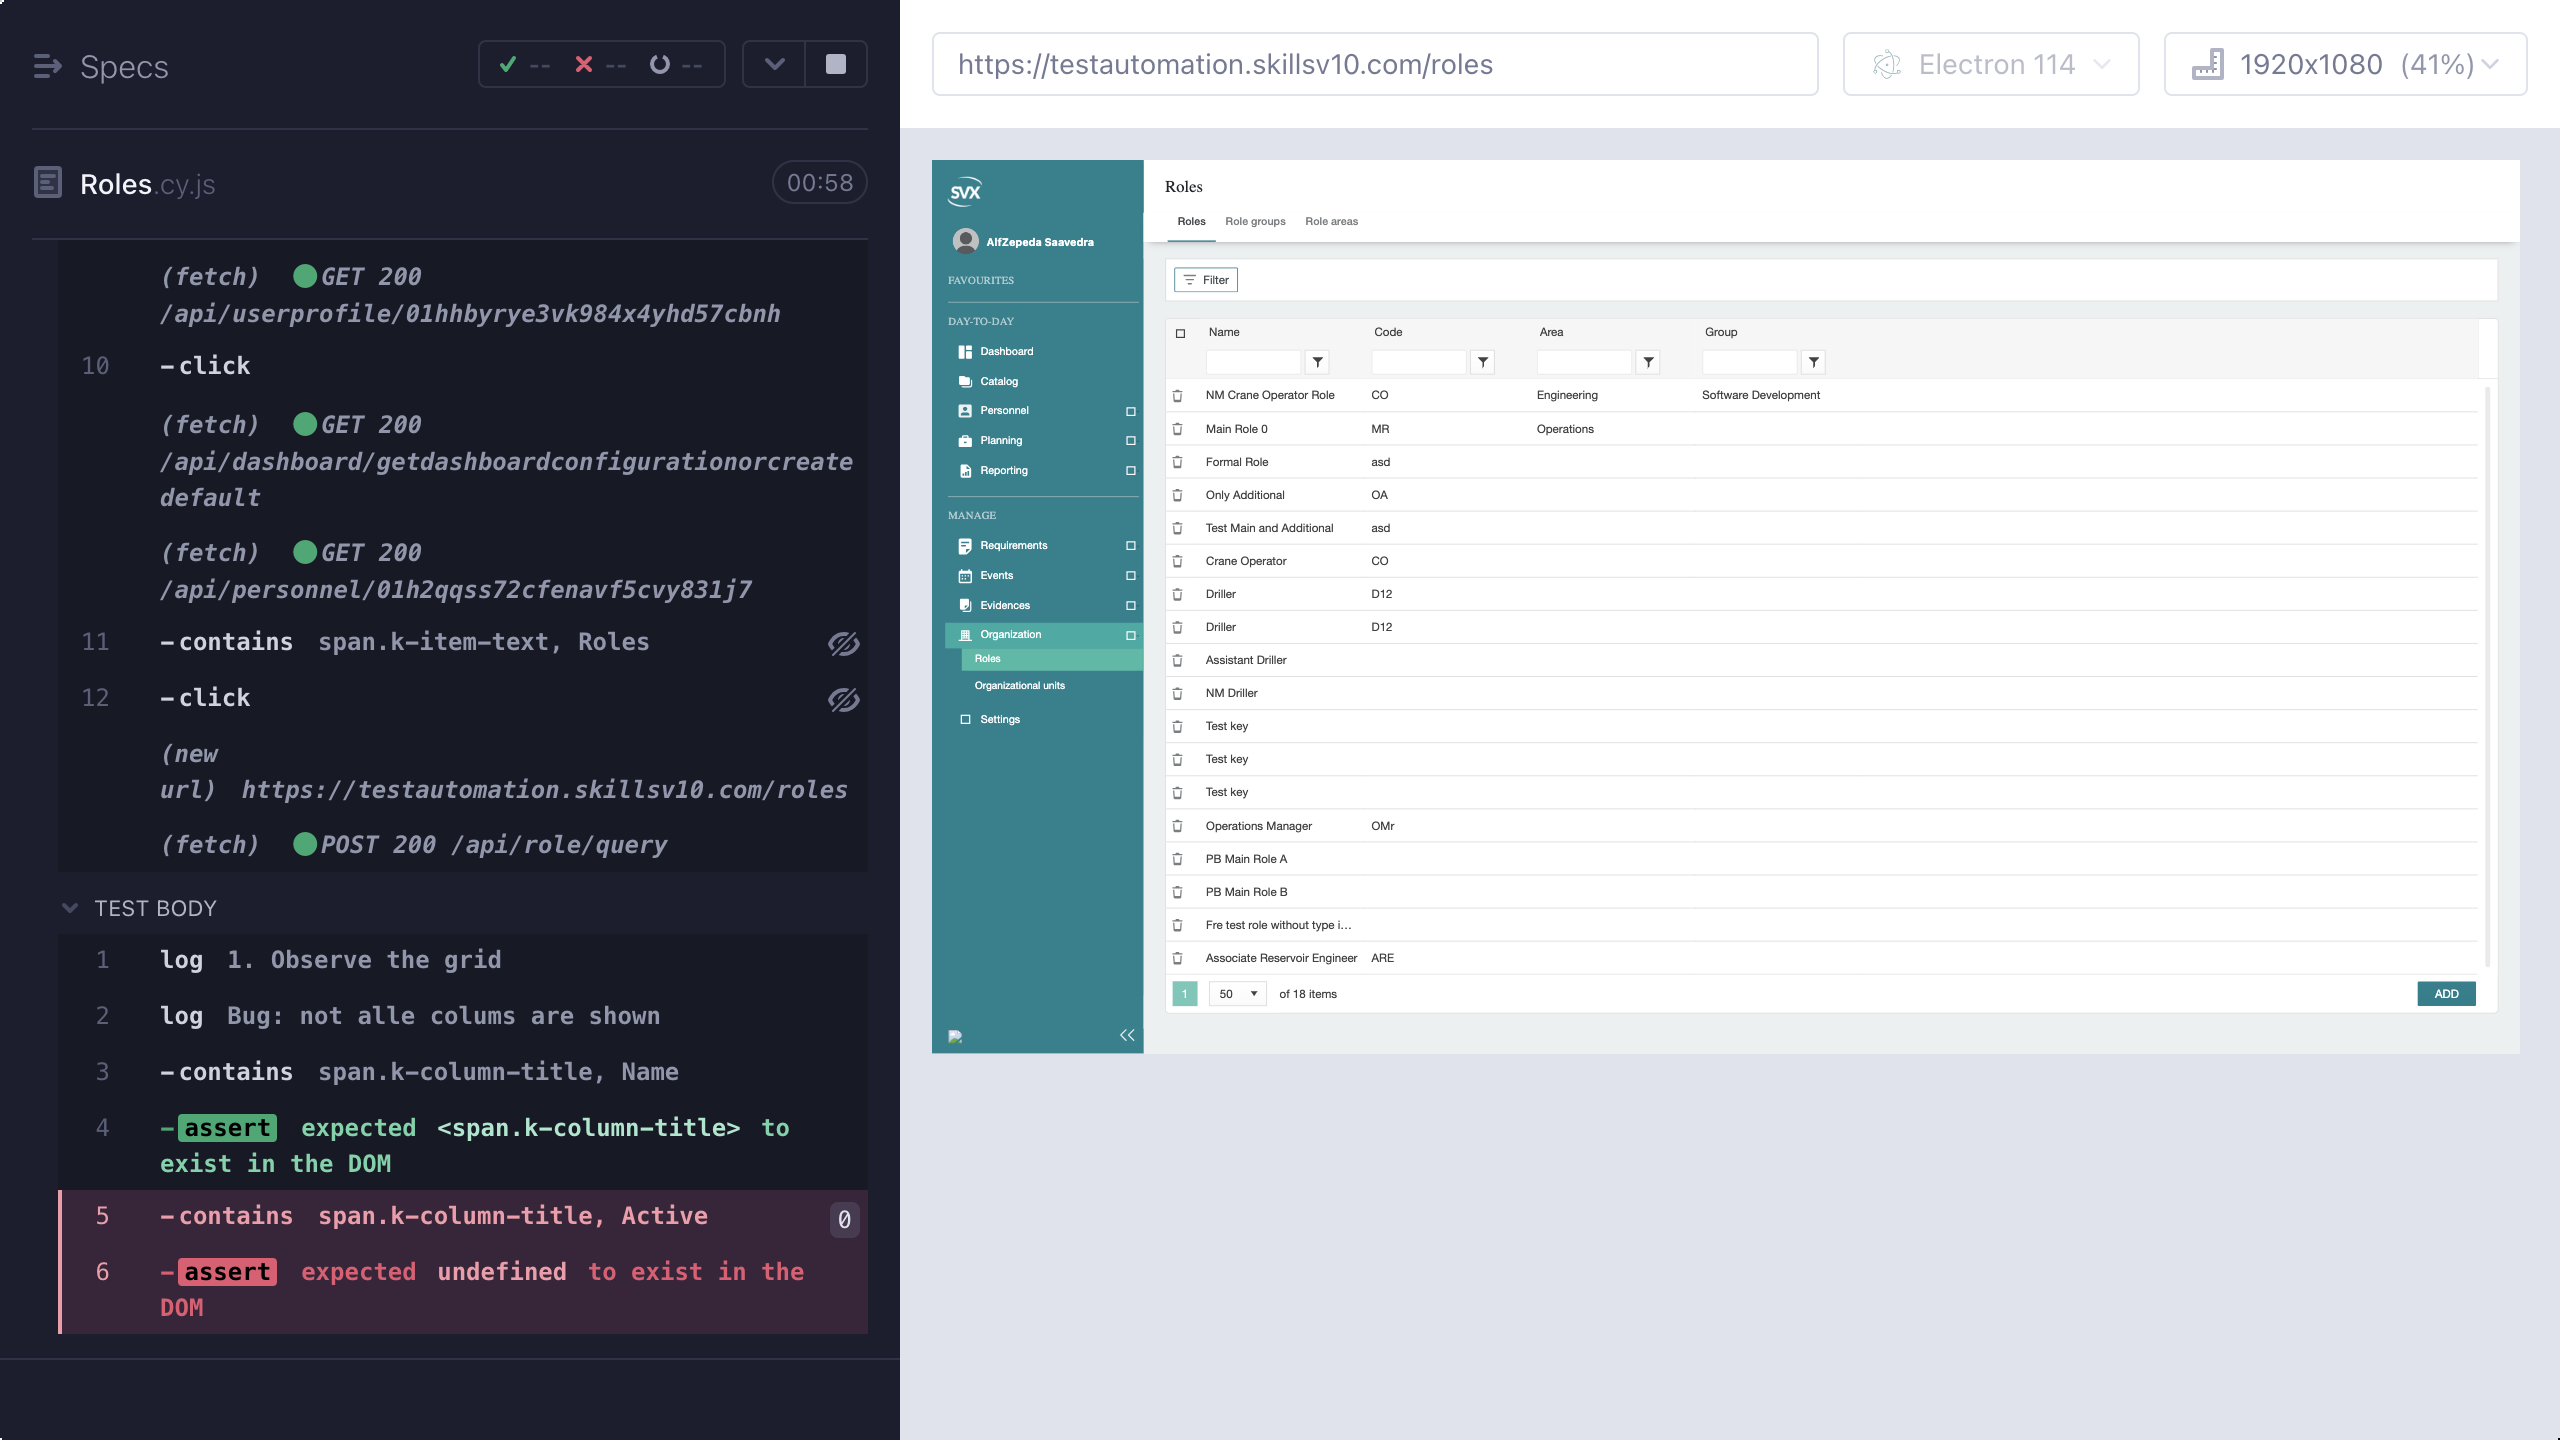 Specs
-- -- --
Roles.cy.js 00:58
(fetch) GET 200
/api/userprofile/01hhbyrye3vk984x4yhd57cbnh
10 -click
(fetch) GET 200
/api/dashboard/getdashboardconfigurationorcreate
default
(fetch) GET 200
/api/personnel/01h2qqss72cfenavf5cvy831j7
11 -contains span.k-item-text, Roles
12 -click
(new
url) https://testautomation.skillsv10.com/roles
(fetch) POST 200 /api/role/query
TEST BODY
1 log 1. Observe the grid
2 log Bug: not alle colums are shown
3 -contains span.k-column-title, Name
4 -assert expected <span.k-column-title> to
exist in the DOM
5 -contains span.k-column-title, Active 0
6 -assert expected undefined to exist in the
DOM
https://testautomation.skillsv10.com/roles
Electron 114
1920x1080 (41%)
SVX
AlfZepeda Saavedra
FAVOURITES
DAY-TO-DAY
Dashboard
Catalog
Personnel
Planning
Reporting
MANAGE
Requirements
Events
Evidences
Organization
Roles
Organizational units
Settings
Roles
Roles Role groups Role areas
Filter
Name Code Area Group
NM Crane Operator Role CO Engineering Software Development
Main Role 0 MR Operations
Formal Role asd
Only Additional OA
Test Main and Additional asd
Crane Operator CO
Driller D12
Driller D12
Assistant Driller
NM Driller
Test key
Test key
Test key
Operations Manager OMr
PB Main Role A
PB Main Role B
Fre test role without type i...
Associate Reservoir Engineer ARE
1 50 of 18 items ADD